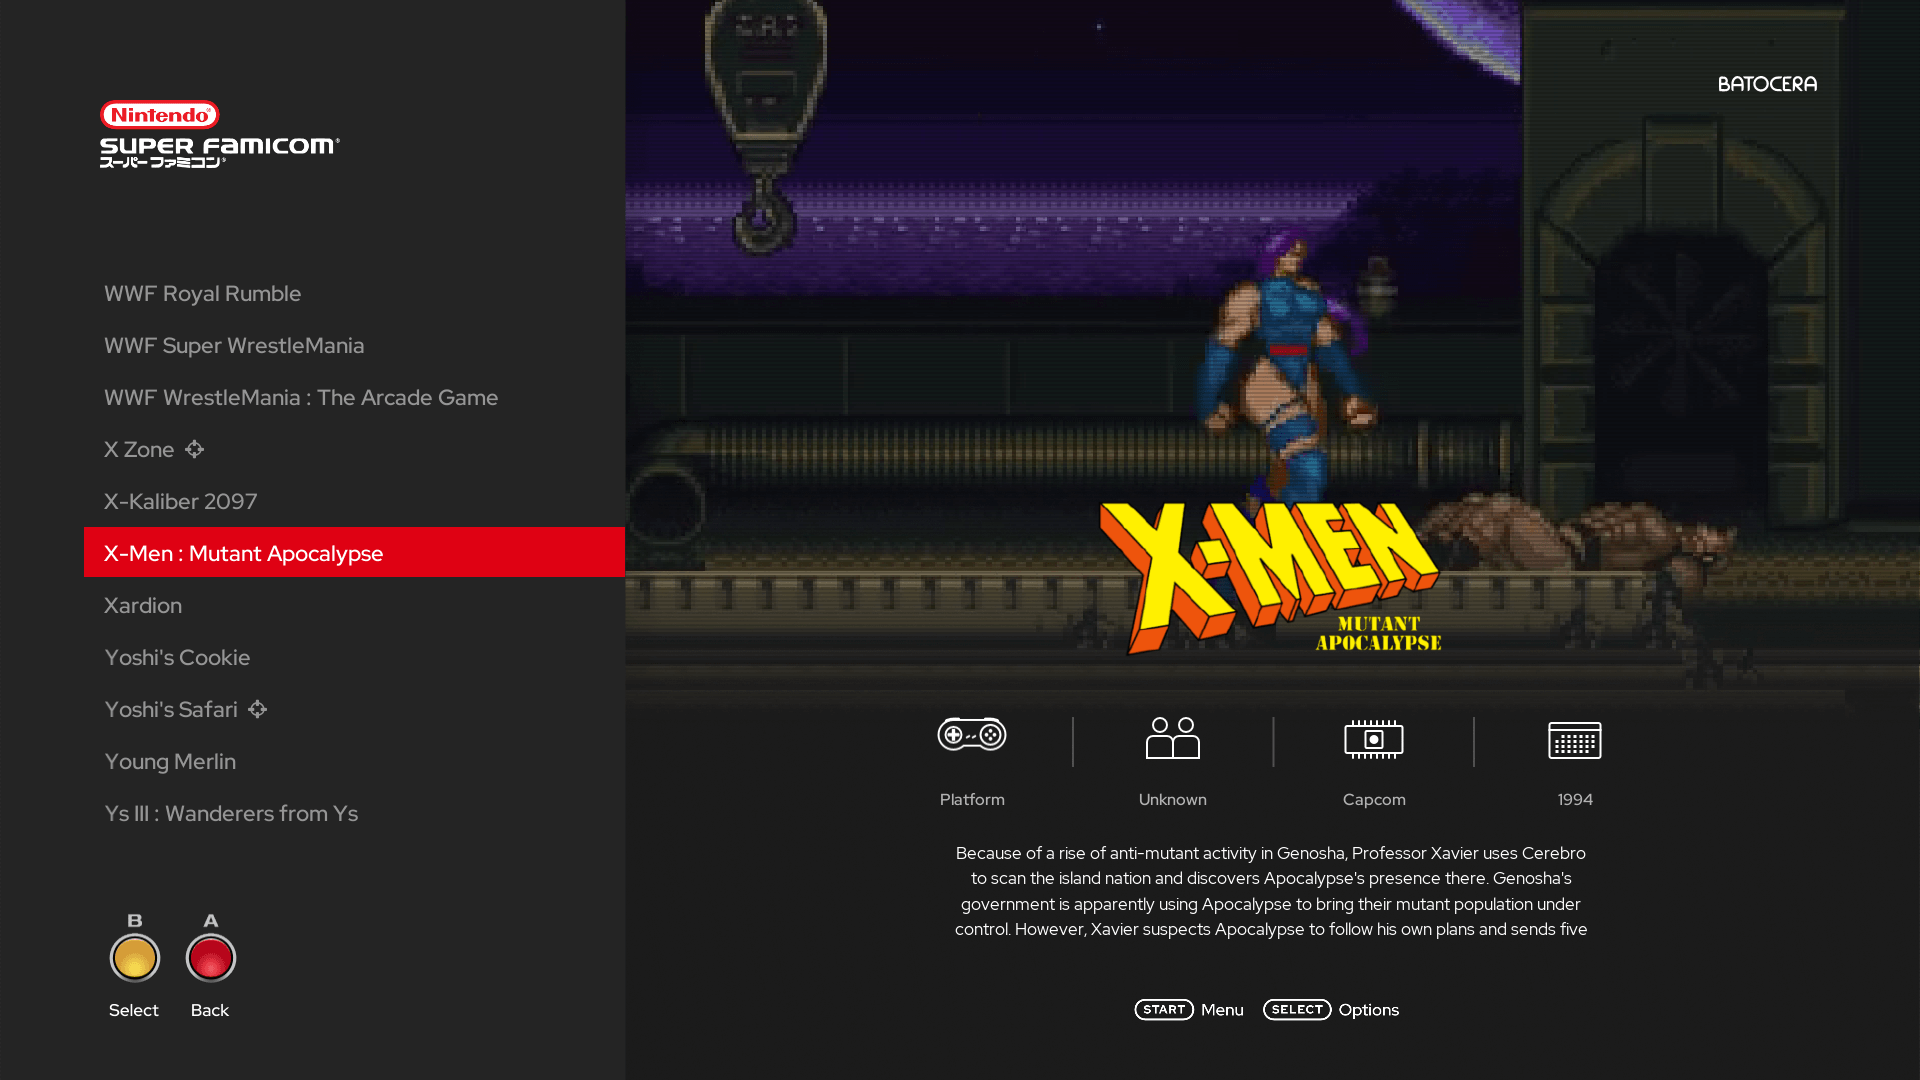 Nintendo®
SUPER FAMICOM®
スーパーファミコン®
BATOCERA
WWF Royal Rumble
WWF Super WrestleMania
WWF WrestleMania : The Arcade Game
X Zone
X-Kaliber 2097
X-Men : Mutant Apocalypse
Xardion
Yoshi's Cookie
Yoshi's Safari
Young Merlin
Ys III : Wanderers from Ys
B A
Select Back
X-MEN
MUTANT
APOCALYPSE
Platform Unknown Capcom 1994
Because of a rise of anti-mutant activity in Genosha, Professor Xavier uses Cerebro
to scan the island nation and discovers Apocalypse's presence there. Genosha's
government is apparently using Apocalypse to bring their mutant population under
control. However, Xavier suspects Apocalypse to follow his own plans and sends five
START Menu SELECT Options